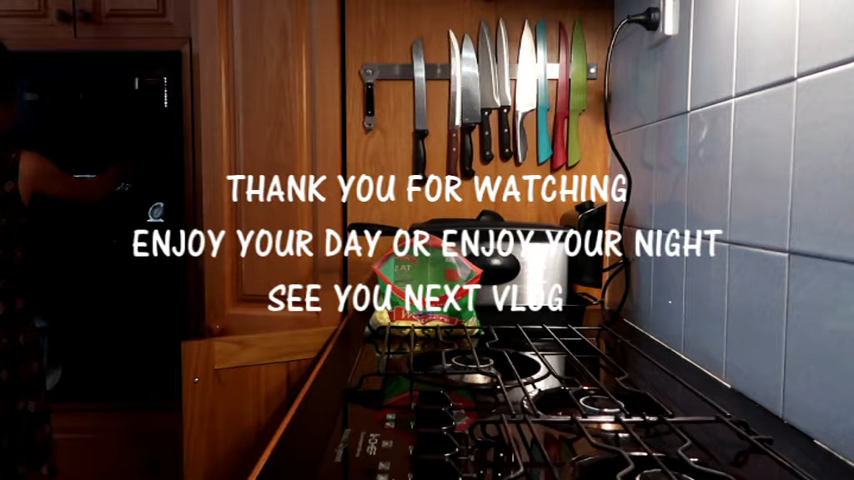 THANK YOU FOR WATCHING
ENJOY YOUR DAY OR ENJOY YOUR NIGHT
SEE YOU NEXT VLOG